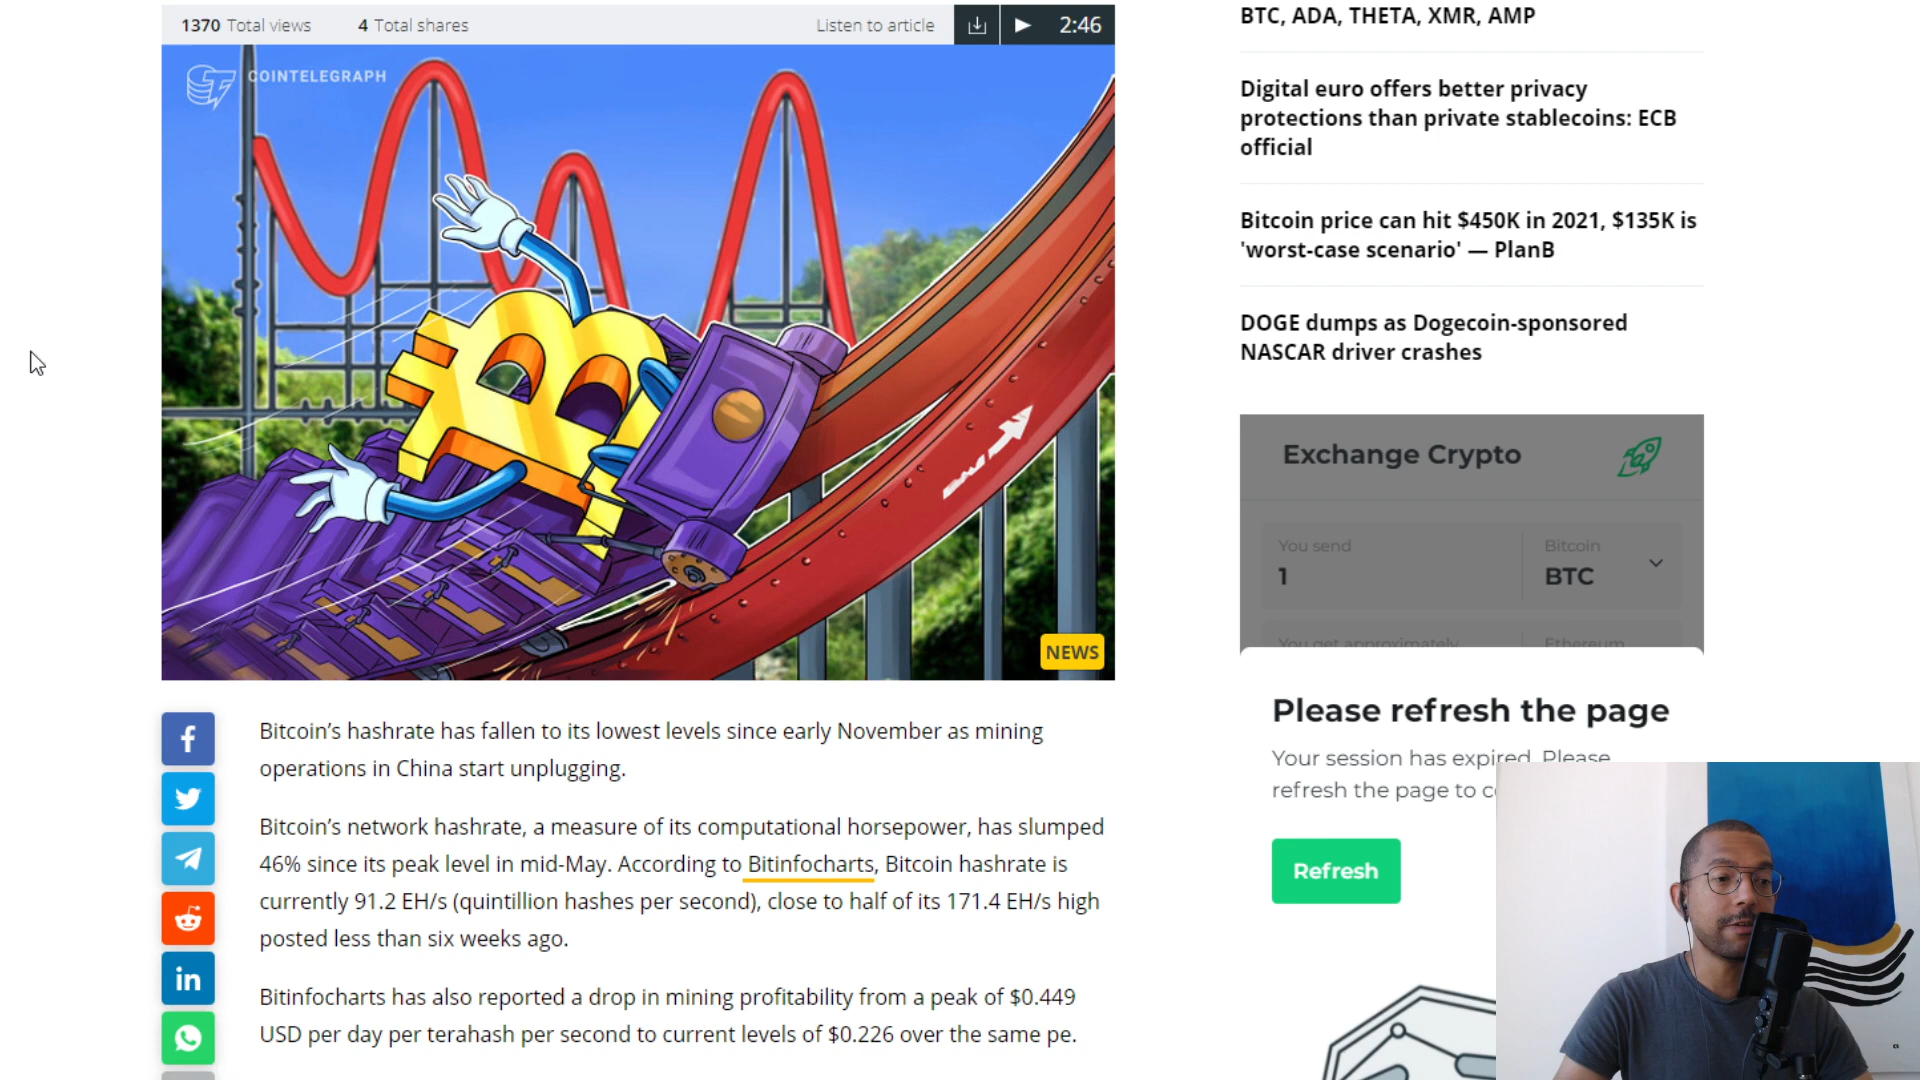 1370 Total views 4 Total shares Listen to article 2:46
COINTELEGRAPH
NEWS
Bitcoin’s hashrate has fallen to its lowest levels since early November as mining
operations in China start unplugging.
Bitcoin’s network hashrate, a measure of its computational horsepower, has slumped
46% since its peak level in mid-May. According to Bitinfocharts, Bitcoin hashrate is
currently 91.2 EH/s (quintillion hashes per second), close to half of its 171.4 EH/s high
posted less than six weeks ago.
Bitinfocharts has also reported a drop in mining profitability from a peak of $0.449
USD per day per terahash per second to current levels of $0.226 over the same pe.
BTC, ADA, THETA, XMR, AMP
Digital euro offers better privacy
protections than private stablecoins: ECB
official
Bitcoin price can hit $450K in 2021, $135K is
'worst-case scenario' — PlanB
DOGE dumps as Dogecoin-sponsored
NASCAR driver crashes
Exchange Crypto
You send Bitcoin
1 BTC
You get approximately Ethereum
Please refresh the page
Your session has expired. Please
refresh the page to
Refresh